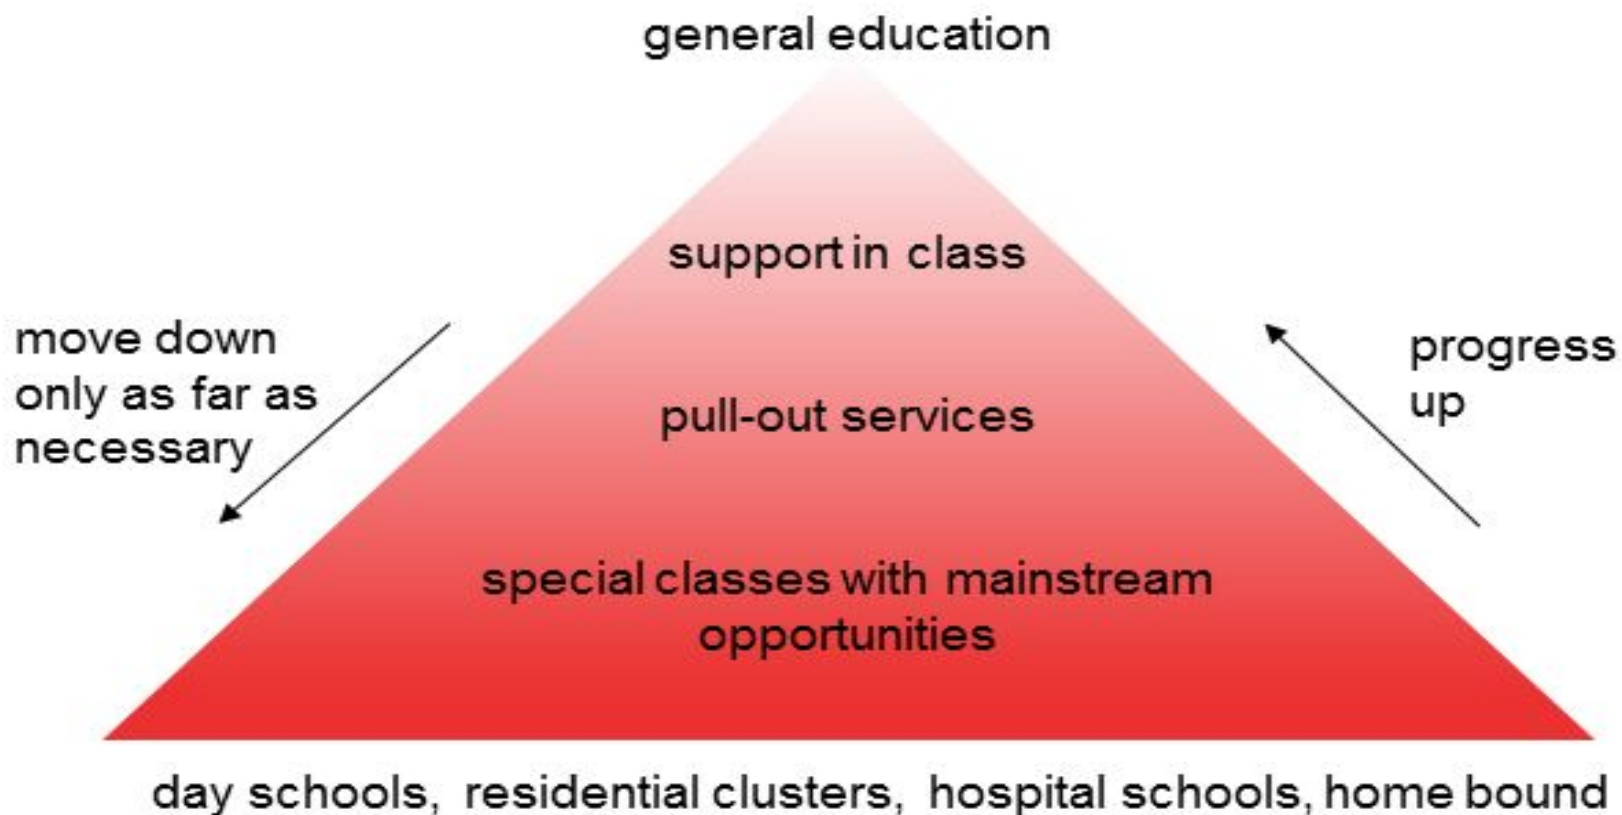 general education
support in class
move down
only as far as
necessary
progress
up
pull-out services
special classes with mainstream
opportunities
day schools, residential clusters, hospital schools, home bound